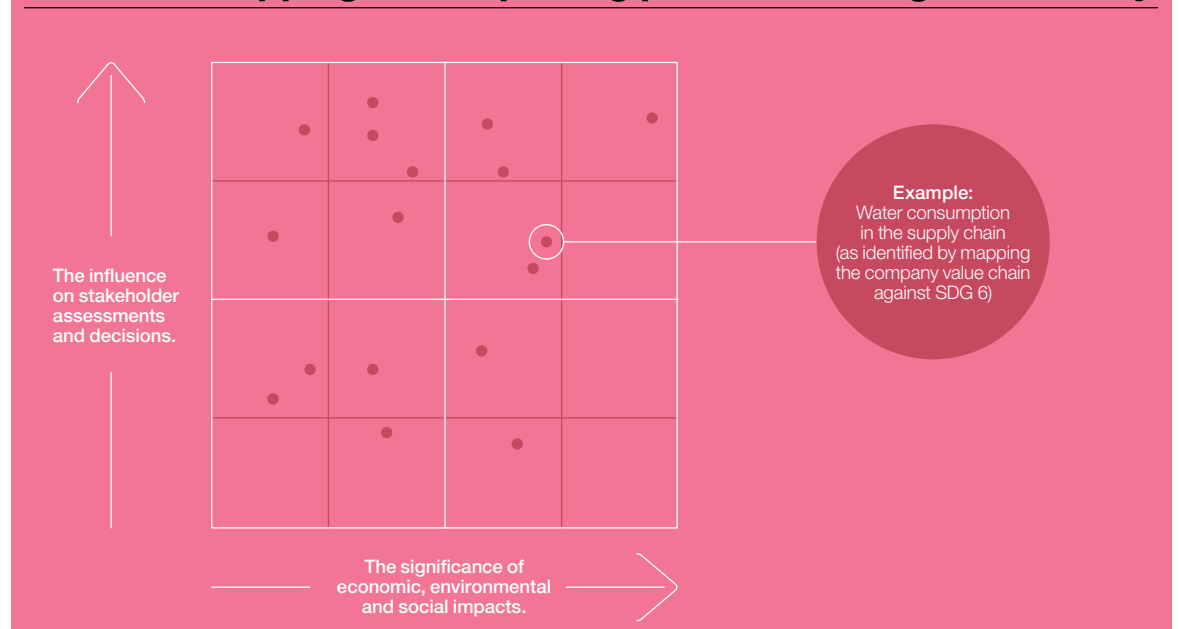 The influence
on stakeholder
assessments
and decisions.
Example:
Water consumption
in the supply chain
(as identified by mapping
the company value chain
against SDG 6)
The significance of
economic, environmental
and social impacts.